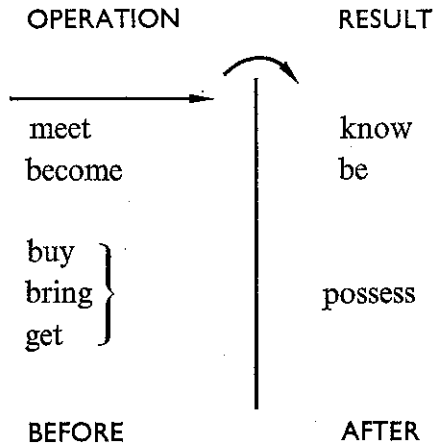 OPERATION RESULT
meet know
become be
buy
bring possess
get
BEFORE AFTER